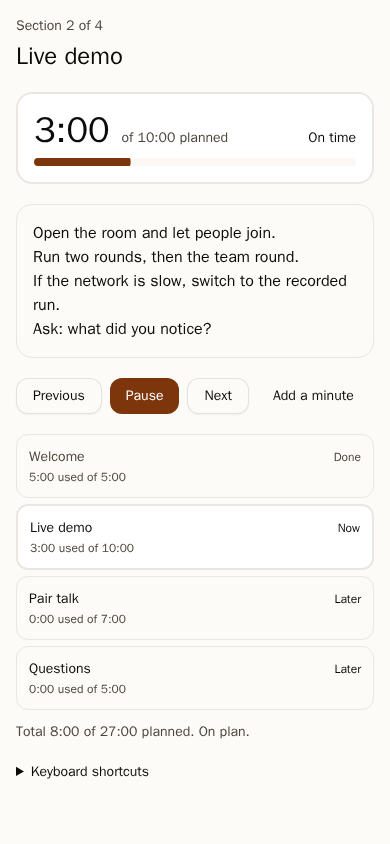 Section 2 of 4
Live demo
3:00 of 10:00 planned On time
Open the room and let people join.
Run two rounds, then the team round.
If the network is slow, switch to the recorded
run.
Ask: what did you notice?
Previous Pause Next Add a minute
Welcome Done
5:00 used of 5:00
Live demo Now
3:00 used of 10:00
Pair talk Later
0:00 used of 7:00
Questions Later
0:00 used of 5:00
Total 8:00 of 27:00 planned. On plan.
Keyboard shortcuts